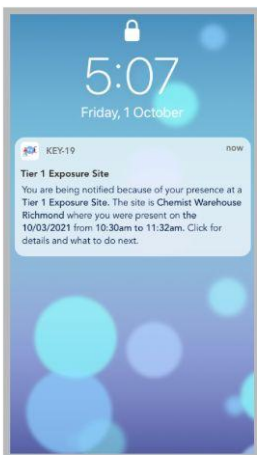 5:07
Friday, 1 October
KEY-19
now
Tier 1 Exposure Site
You are being notified because of your presence at a
Tier 1 Exposure Site. The site is Chemist Warehouse
Richmond where you were present on the
10/03/2021 from 10:30am to 11:32am. Click for
details and what to do next.